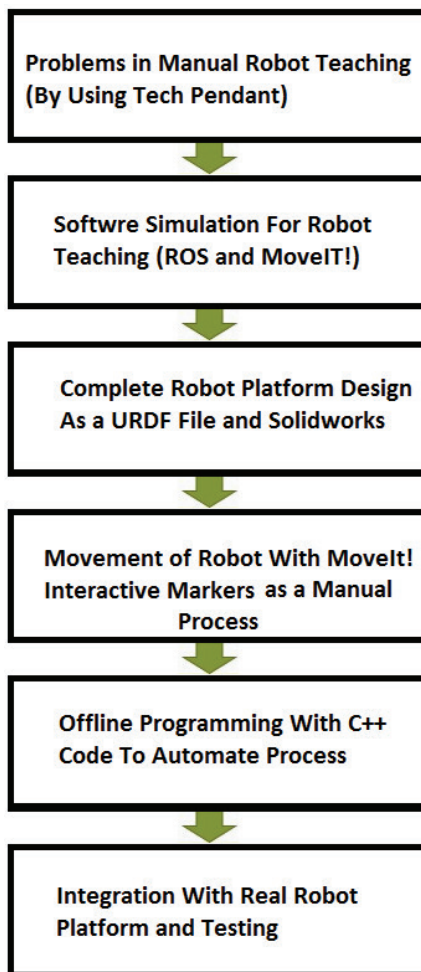 Problems in Manual Robot Teaching
(By Using Tech Pendant)
Softwre Simulation For Robot
Teaching (ROS and MoveIT!)
Complete Robot Platform Design
As a URDF File and Solidworks
Movement of Robot With MoveIt!
Interactive Markers as a Manual
Process
Offline Programming With C++
Code To Automate Process
Integration With Real Robot
Platform and Testing